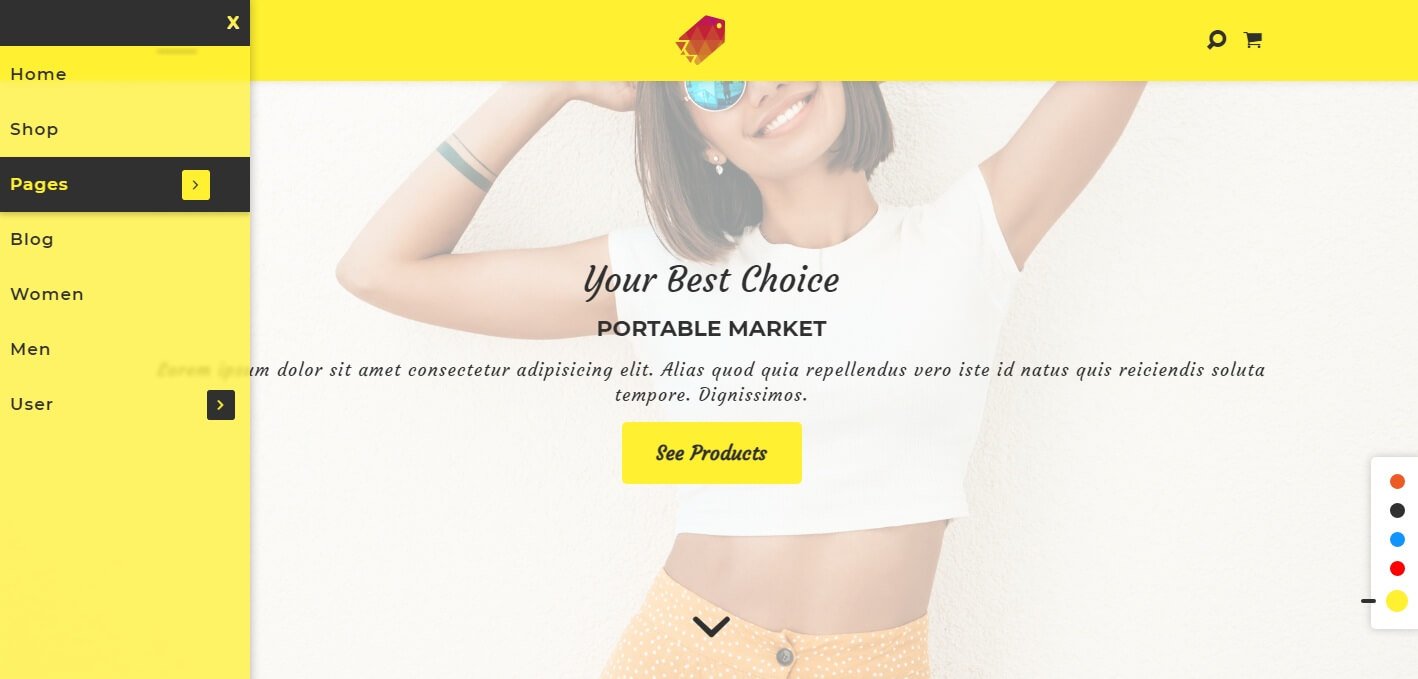 X
Home
Shop
Pages
Blog
Women
Men
User
Your Best Choice
PORTABLE MARKET
Lorem ipsum dolor sit amet consectetur adipisicing elit. Alias quod quia repellendus vero iste id natus quis reiciendis soluta
tempore. Dignissimos.
See Products